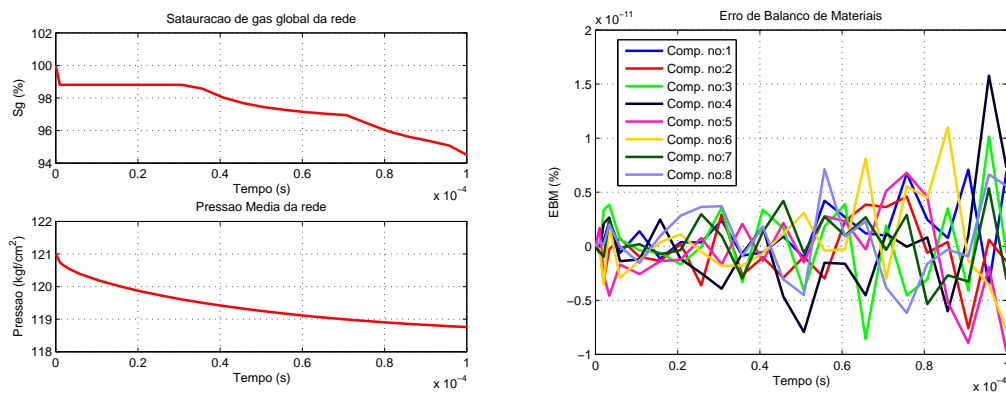 Satauracao de gas global da rede
102
100
98
96
94
Sg (%)
0
0.2
0.4
0.6
0.8
1
x 10⁻⁴
Tempo (s)
Pressao Media da rede
122
121
120
119
118
Pressao (kgf/cm²)
0
0.2
0.4
0.6
0.8
1
x 10⁻⁴
Tempo (s)
Erro de Balanco de Materiais
x 10⁻¹¹
2
1.5
1
0.5
0
−0.5
−1
EBM (%)
Comp. no:1
Comp. no:2
Comp. no:3
Comp. no:4
Comp. no:5
Comp. no:6
Comp. no:7
Comp. no:8
0
0.2
0.4
0.6
0.8
1
x 10⁻⁴
Tempo (s)